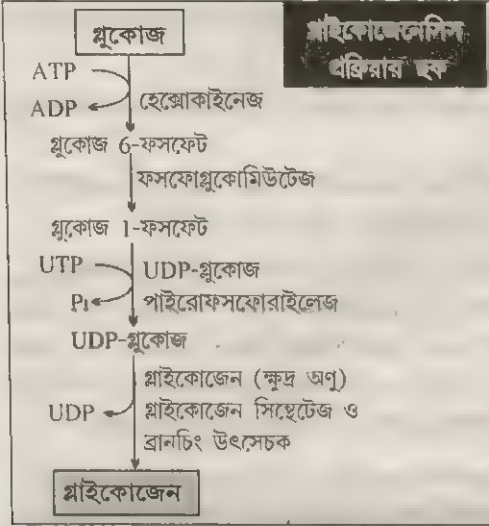 গ্লুকোজ
গ্লাইকোজেনেসিস
প্রক্রিয়ার ছক
ATP
ADP
হেক্সোকাইনেজ
গ্লুকোজ 6-ফসফেট
ফসফোগ্লুকোমিউটেজ
গ্লুকোজ 1-ফসফেট
UTP
UDP-গ্লুকোজ
Pi
পাইরোফসফোরাইলেজ
UDP-গ্লুকোজ
গ্লাইকোজেন (ক্ষুদ্র অণু)
UDP
গ্লাইকোজেন সিন্থেটেজ ও
ব্রানচিং উৎসেচক
গ্লাইকোজেন